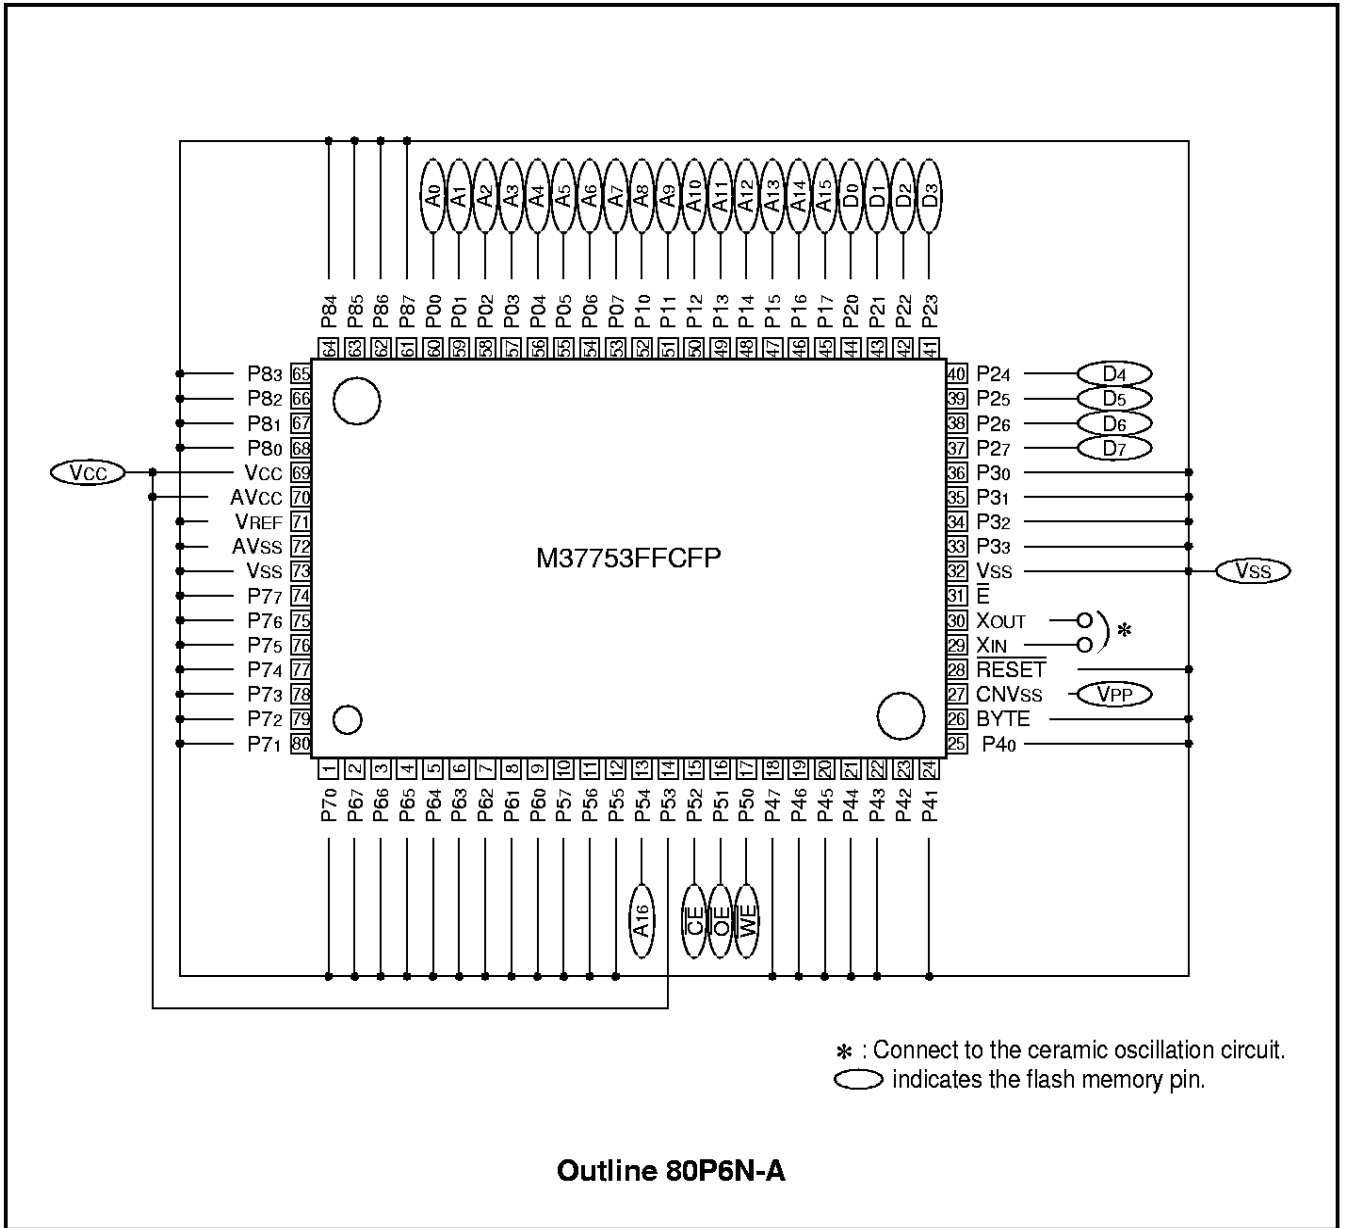 A0 A1 A2 A3 A4 A5 A6 A7 A8 A9 A10 A11 A12 A13 A14 A15 D0 D1 D2 D3
P84 P85 P86 P87 P00 P01 P02 P03 P04 P05 P06 P07 P10 P11 P12 P13 P14 P15 P16 P17 P20 P21 P22 P23
64 63 62 61 60 59 58 57 56 55 54 53 52 51 50 49 48 47 46 45 44 43 42 41
P83 65 40 P24 D4
P82 66 39 P25 D5
P81 67 38 P26 D6
P80 68 37 P27 D7
VCC VCC 69 36 P30
AVCC 70 35 P31
VREF 71 34 P32
AVSS 72 33 P33
VSS 73 32 VSS VSS
P77 74 31 E̅
P76 75 30 XOUT
P75 76 29 XIN *
P74 77 28 R̅E̅S̅E̅T̅
P73 78 27 CNVSS VPP
P72 79 26 BYTE
P71 80 25 P40
M37753FFCFP
1 2 3 4 5 6 7 8 9 10 11 12 13 14 15 16 17 18 19 20 21 22 23 24
P70 P67 P66 P65 P64 P63 P62 P61 P60 P57 P56 P55 P54 P53 P52 P51 P50 P47 P46 P45 P44 P43 P42 P41
A16 C̅E̅ O̅E̅ W̅E̅
* : Connect to the ceramic oscillation circuit.
indicates the flash memory pin.
Outline 80P6N-A